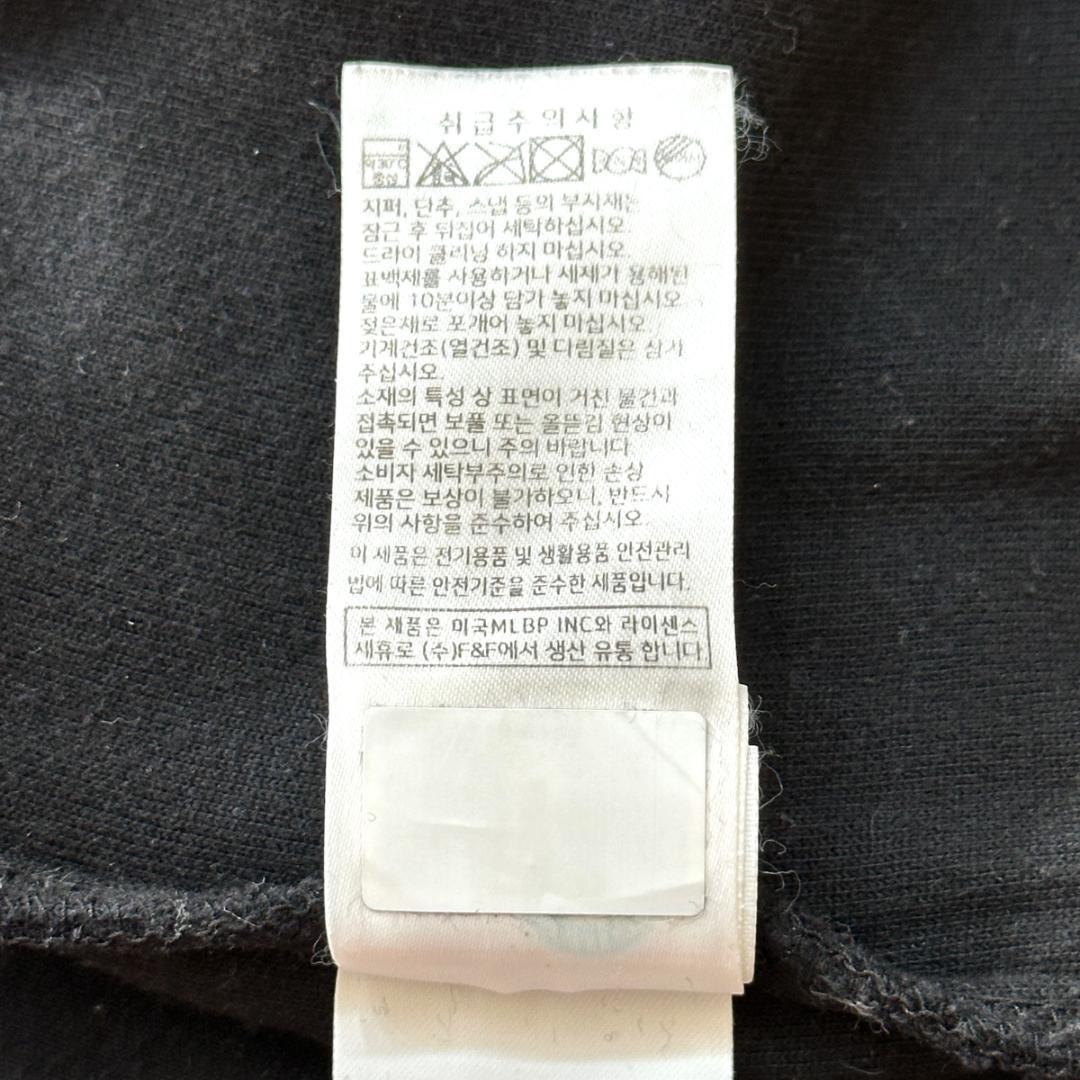 취급주의사항
약30℃
중성
지퍼, 단추, 스냅 등의 부자재는
잠근 후 뒤집어 세탁하십시오.
드라이 클리닝 하지 마십시오.
표백제를 사용하거나 세제가 용해된
물에 10분이상 담가 놓지 마십시오.
젖은채로 포개어 놓지 마십시오.
기계건조(열건조) 및 다림질은 삼가
주십시오.
소재의 특성 상 표면이 거친 물건과
접촉되면 보풀 또는 올뜯김 현상이
있을 수 있으니 주의 바랍니다.
소비자 세탁부주의로 인한 손상
제품은 보상이 불가하오니, 반드시
위의 사항을 준수하여 주십시오.
이 제품은 전기용품 및 생활용품 안전관리
법에 따른 안전기준을 준수한 제품입니다.
본 제품은 미국MLBP INC와 라이센스
제휴로 (주)F&F에서 생산 유통 합니다